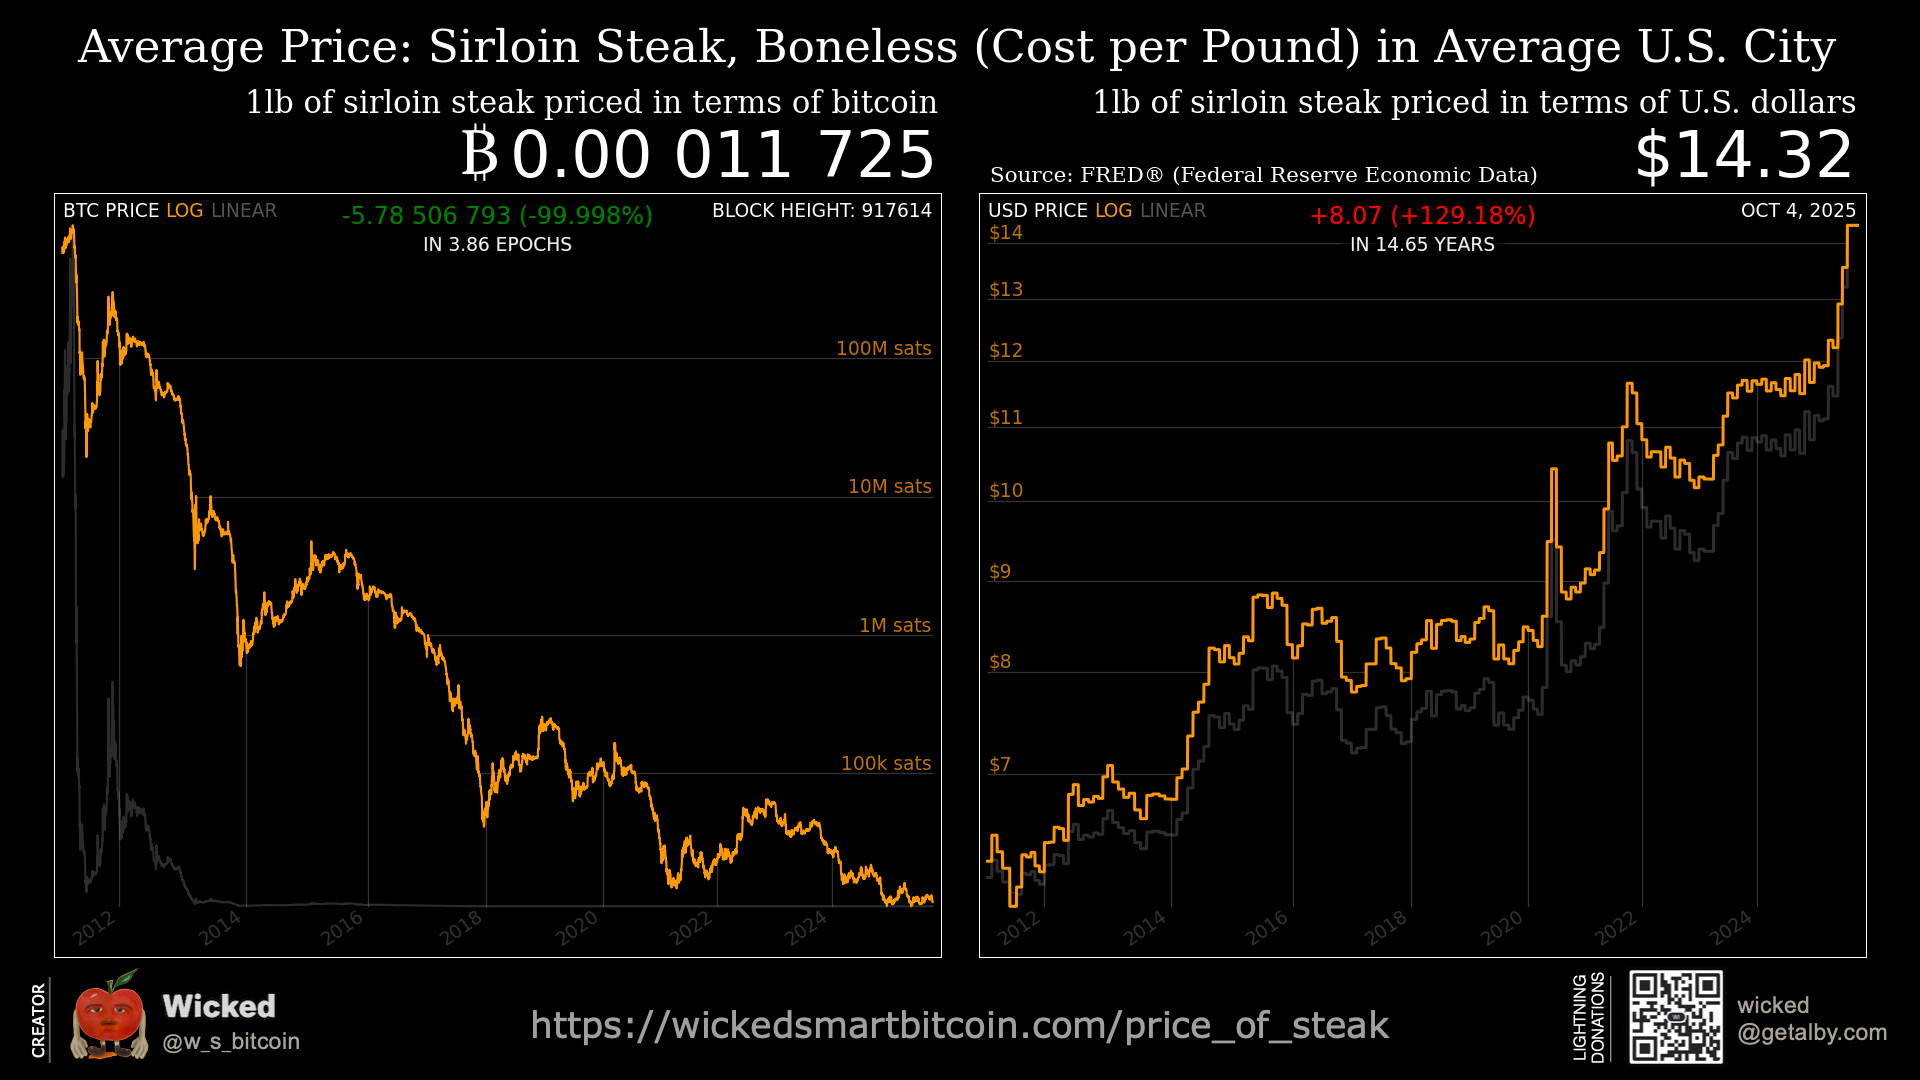 Average Price: Sirloin Steak, Boneless (Cost per Pound) in Average U.S. City
1lb of sirloin steak priced in terms of bitcoin
₿ 0.00 011 725
BTC PRICE LOG LINEAR
-5.78 506 793 (-99.998%)
IN 3.86 EPOCHS
BLOCK HEIGHT: 917614
100M sats
10M sats
1M sats
100k sats
2012 2014 2016 2018 2020 2022 2024
1lb of sirloin steak priced in terms of U.S. dollars
$14.32
Source: FRED® (Federal Reserve Economic Data)
USD PRICE LOG LINEAR
+8.07 (+129.18%)
IN 14.65 YEARS
OCT 4, 2025
$14
$13
$12
$11
$10
$9
$8
$7
2012 2014 2016 2018 2020 2022 2024
CREATOR
Wicked
@w_s_bitcoin
https://wickedsmartbitcoin.com/price_of_steak
LIGHTNING
DONATIONS
wicked
@getalby.com